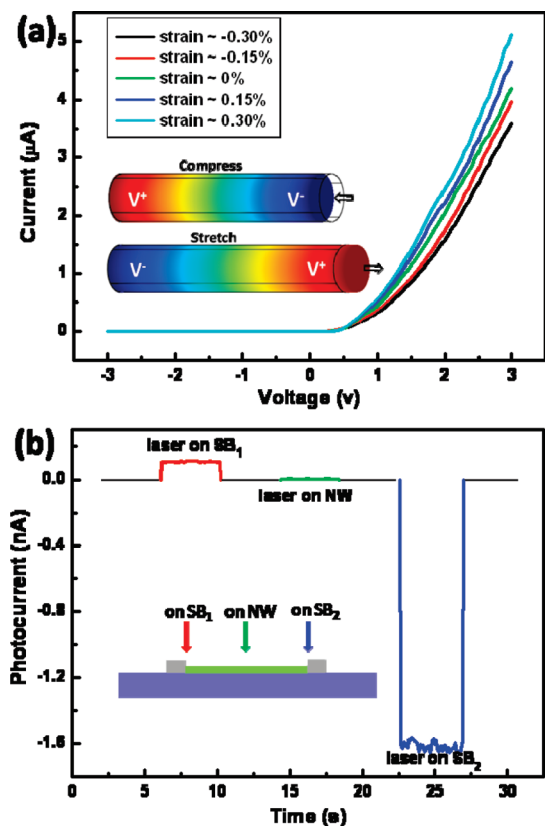 (a)
strain ~ -0.30%
strain ~ -0.15%
strain ~ 0%
strain ~ 0.15%
strain ~ 0.30%
Compress
V+ V-
Stretch
V- V+
Current (μA)
5
4
3
2
1
0
-3 -2 -1 0 1 2 3
Voltage (v)
(b)
laser on SB1
laser on NW
laser on SB2
on SB1 on NW on SB2
Photocurrent (nA)
0.0
-0.4
-0.8
-1.2
-1.6
0 5 10 15 20 25 30
Time (s)